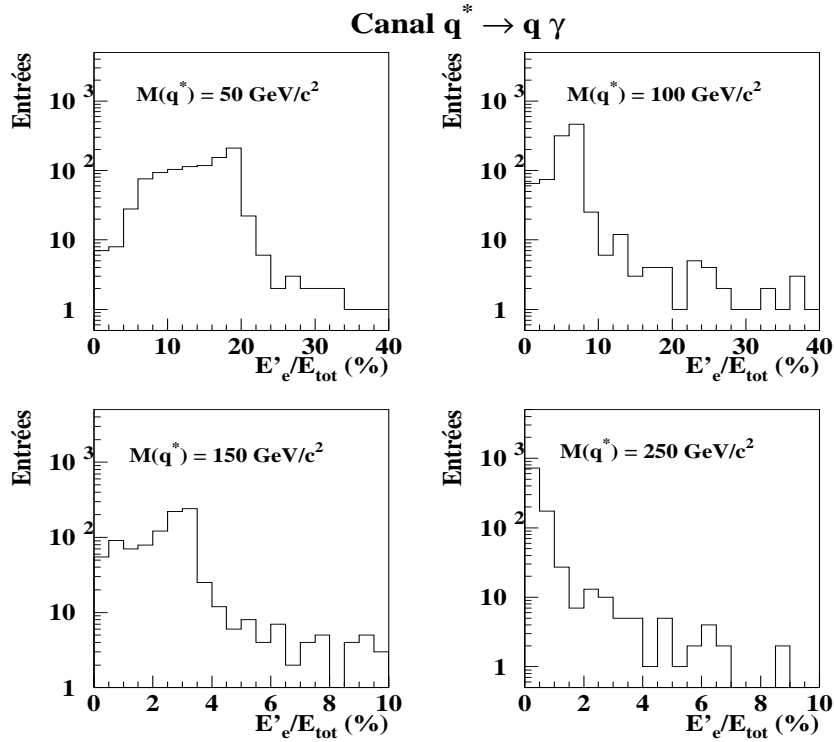 Canal q* → q γ
Entrées
M(q*) = 50 GeV/c²
10³
10²
10
1
0 10 20 30 40
E'ₑ/Eₜₒₜ (%)
Entrées
M(q*) = 100 GeV/c²
10³
10²
10
1
0 10 20 30 40
E'ₑ/Eₜₒₜ (%)
Entrées
M(q*) = 150 GeV/c²
10³
10²
10
1
0 2 4 6 8 10
E'ₑ/Eₜₒₜ (%)
Entrées
M(q*) = 250 GeV/c²
10³
10²
10
1
0 2 4 6 8 10
E'ₑ/Eₜₒₜ (%)